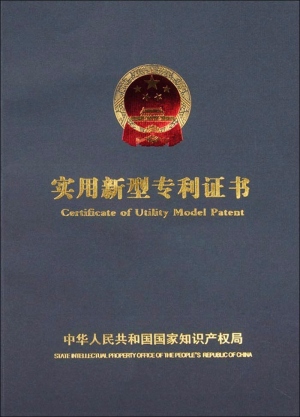 实用新型专利证书
Certificate of Utility Model Patent
中华人民共和国国家知识产权局
STATE INTELLECTUAL PROPERTY OFFICE OF THE PEOPLE'S REPUBLIC OF CHINA